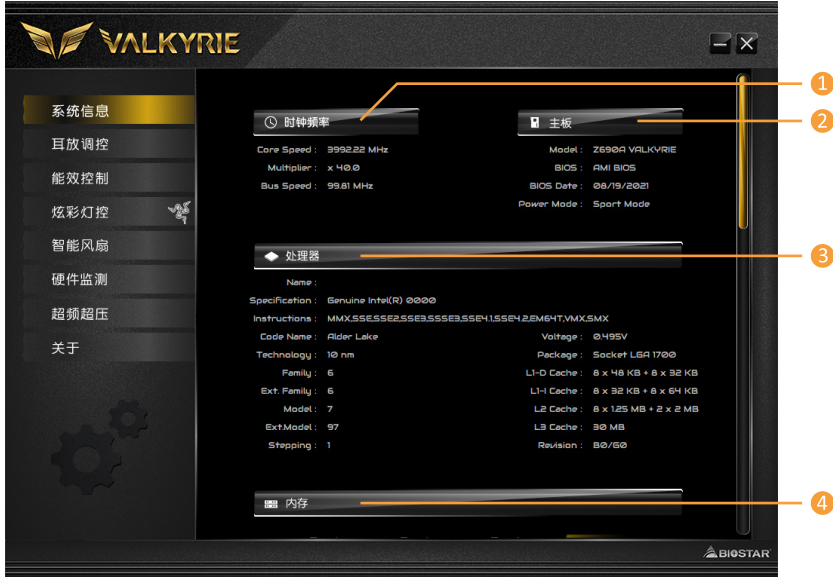 VALKYRIE
系统信息
耳放调控
能效控制
炫彩灯控
智能风扇
硬件监测
超频超压
关于
时钟频率
Core Speed : 3992.22 MHz
Multiplier : x 40.0
Bus Speed : 99.81 MHz
1
主板
Model : Z690A VALKYRIE
BIOS : AMI BIOS
BIOS Date : 08/19/2021
Power Mode : Sport Mode
2
处理器
3
Name :
Specification : Genuine Intel(R) 0000
Instructions : MMX,SSE,SSE2,SSE3,SSSE3,SSE4.1,SSE4.2,EM64T,VMX,SMX
Code Name : Alder Lake
Technology : 10 nm
Family : 6
Ext. Family : 6
Model : 7
Ext.Model : 97
Stepping : 1
Voltage : 0.495V
Package : Socket LGA 1700
L1-D Cache : 8 x 48 KB + 8 x 32 KB
L1-I Cache : 8 x 32 KB + 8 x 64 KB
L2 Cache : 8 x 1.25 MB + 2 x 2 MB
L3 Cache : 30 MB
Revision : B0/G0
内存
4
BIOSTAR